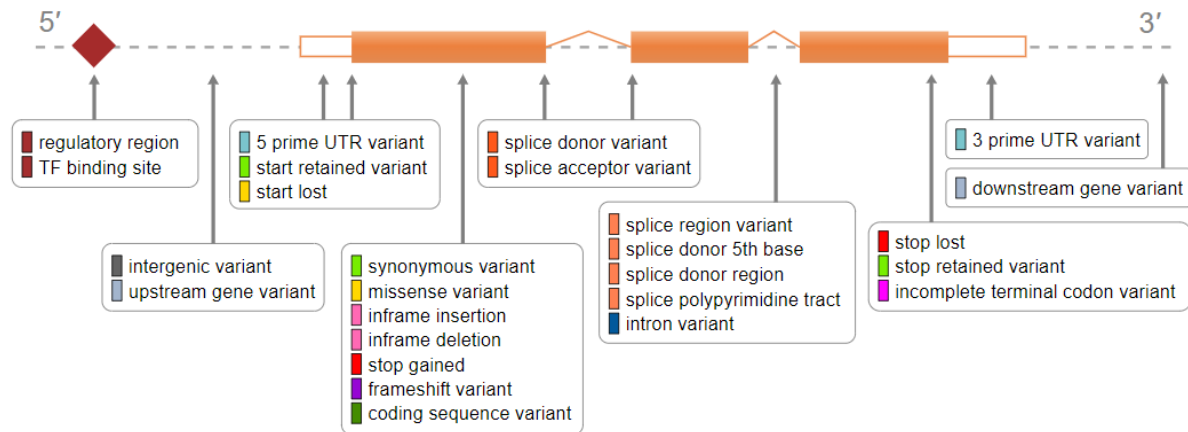 5′
3′
regulatory region
TF binding site
5 prime UTR variant
start retained variant
start lost
splice donor variant
splice acceptor variant
3 prime UTR variant
downstream gene variant
intergenic variant
upstream gene variant
synonymous variant
missense variant
inframe insertion
inframe deletion
stop gained
frameshift variant
coding sequence variant
splice region variant
splice donor 5th base
splice donor region
splice polypyrimidine tract
intron variant
stop lost
stop retained variant
incomplete terminal codon variant